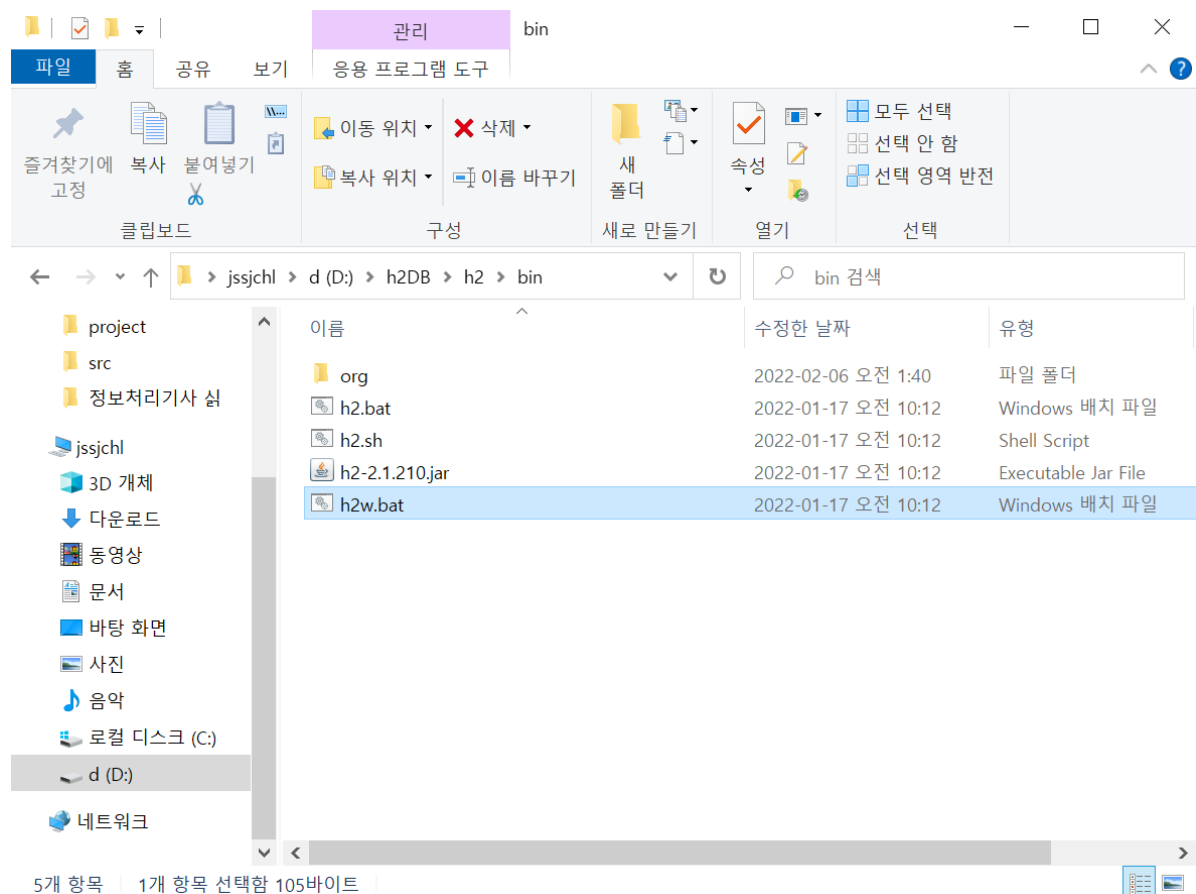 관리
bin
파일
홈
공유
보기
응용 프로그램 도구
즐겨찾기에
고정
복사
붙여넣기
클립보드
이동 위치
복사 위치
삭제
이름 바꾸기
구성
새
폴더
새로 만들기
속성
열기
모두 선택
선택 안 함
선택 영역 반전
선택
jssjchl > d (D:) > h2DB > h2 > bin
bin 검색
project
src
정보처리기사 실
jssjchl
3D 개체
다운로드
동영상
문서
바탕 화면
사진
음악
로컬 디스크 (C:)
d (D:)
네트워크
이름 수정한 날짜 유형
org 2022-02-06 오전 1:40 파일 폴더
h2.bat 2022-01-17 오전 10:12 Windows 배치 파일
h2.sh 2022-01-17 오전 10:12 Shell Script
h2-2.1.210.jar 2022-01-17 오전 10:12 Executable Jar File
h2w.bat 2022-01-17 오전 10:12 Windows 배치 파일
5개 항목 1개 항목 선택함 105바이트